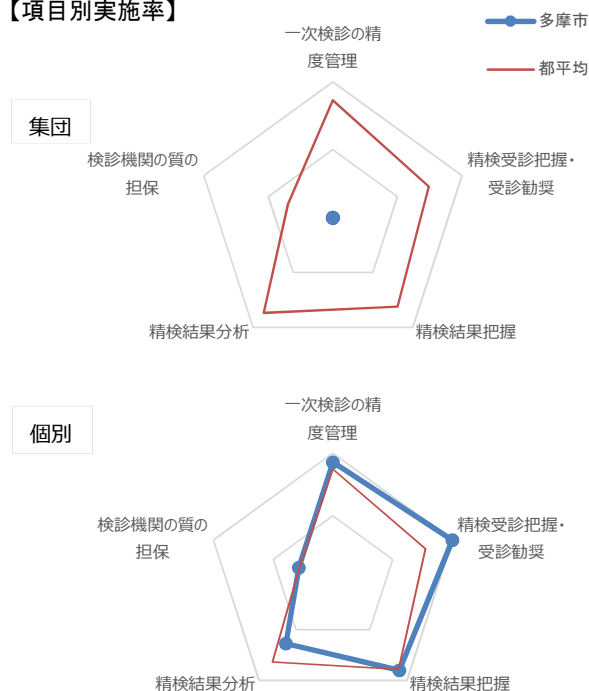 【項目別実施率】
多摩市
都平均
集団
一次検診の精
度管理
精検受診把握・
受診勧奨
精検結果把握
精検結果分析
検診機関の質の
担保
個別
一次検診の精
度管理
精検受診把握・
受診勧奨
精検結果把握
精検結果分析
検診機関の質の
担保